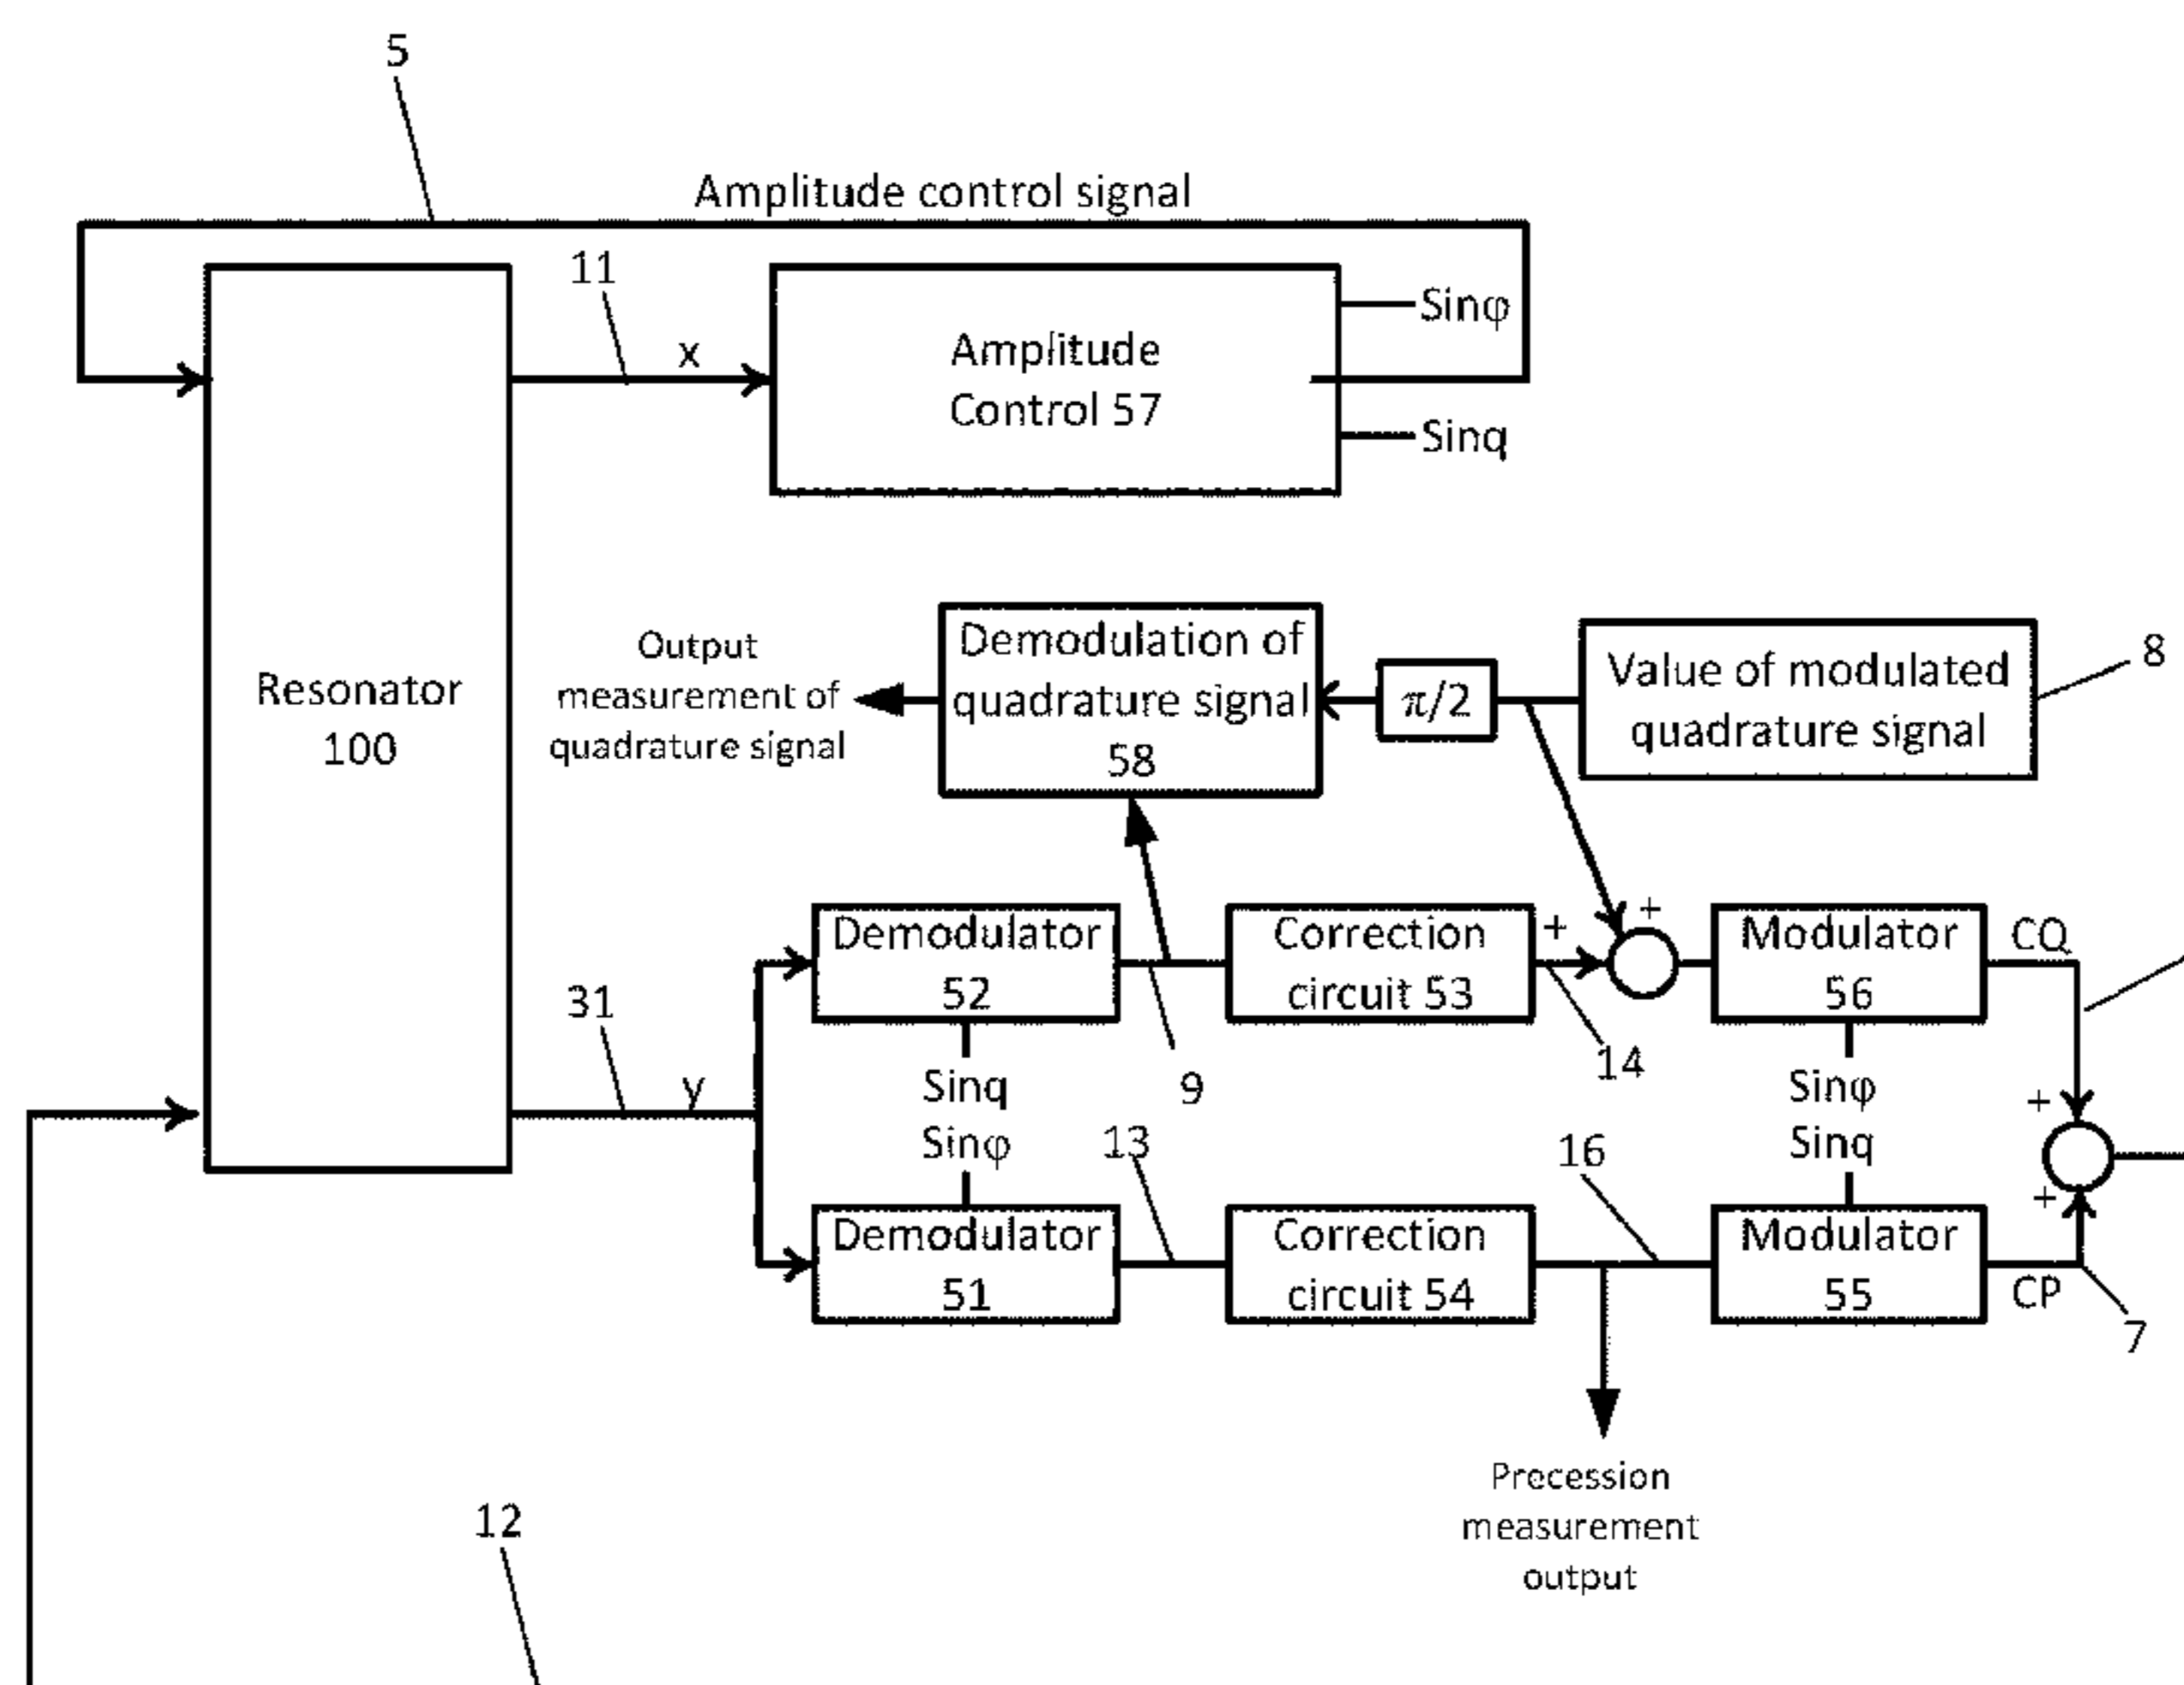 5
Amplitude control signal
11
x
Sinφ
Amplitude
Control 57
Sinq
Resonator
100
Output
measurement of
quadrature signal
Demodulation of
quadrature signal
58
π/2
Value of modulated
quadrature signal
8
Demodulator
52
Correction
circuit 53
+
+
Modulator
56
CQ
31
y
9
14
Sinq
Sinφ
Sinφ
Sinq
13
16
+
+
Demodulator
51
Correction
circuit 54
Modulator
55
CP
7
Precession
measurement
output
12